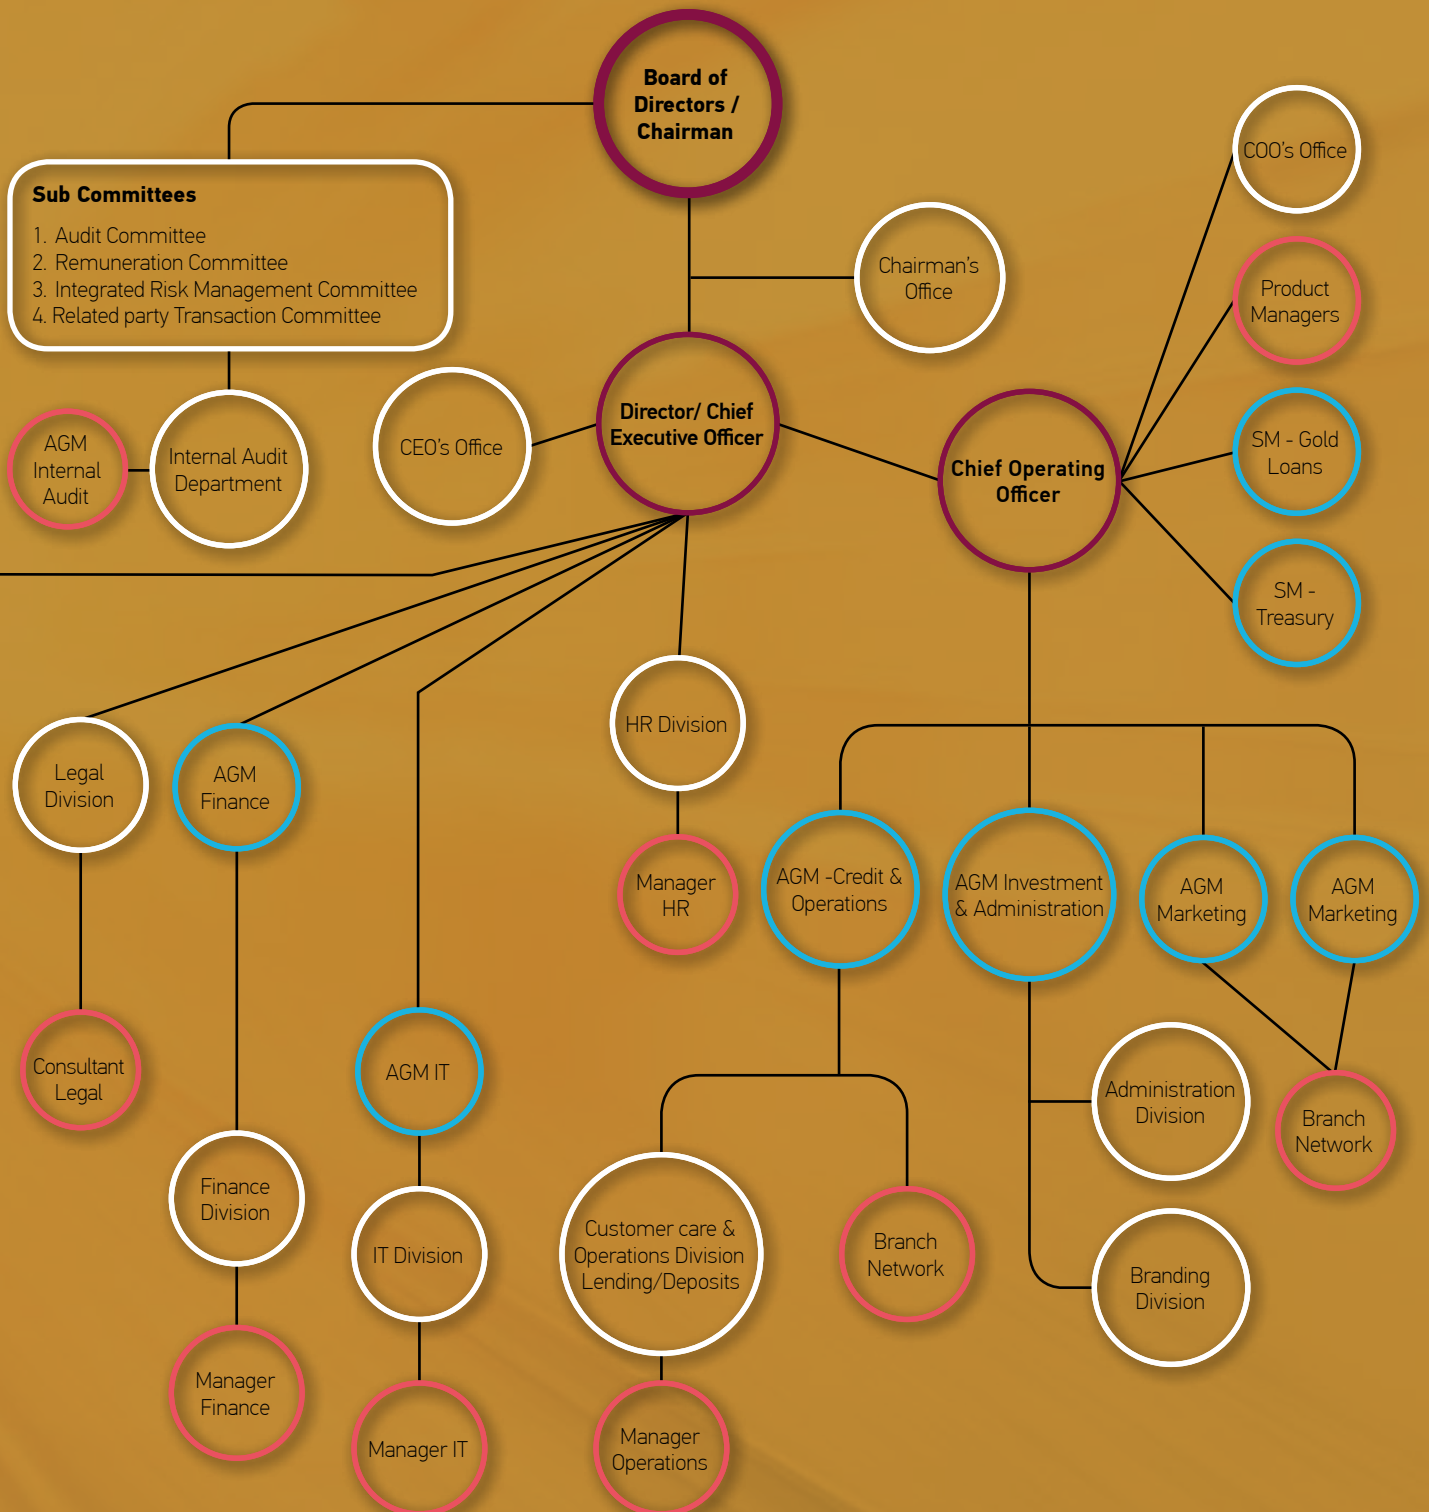 Board of
Directors /
Chairman
Sub Committees
1. Audit Committee
2. Remuneration Committee
3. Integrated Risk Management Committee
4. Related party Transaction Committee
COO's Office
Chairman's
Office
Product
Managers
AGM
Internal
Audit
Internal Audit
Department
CEO's Office
Director/ Chief
Executive Officer
Chief Operating
Officer
SM - Gold
Loans
SM -
Treasury
Legal
Division
AGM
Finance
HR Division
Manager
HR
AGM -Credit &
Operations
AGM Investment
& Administration
AGM
Marketing
AGM
Marketing
Consultant
Legal
AGM IT
Administration
Division
Branch
Network
Finance
Division
IT Division
Customer care &
Operations Division
Lending/Deposits
Branch
Network
Branding
Division
Manager
Finance
Manager IT
Manager
Operations